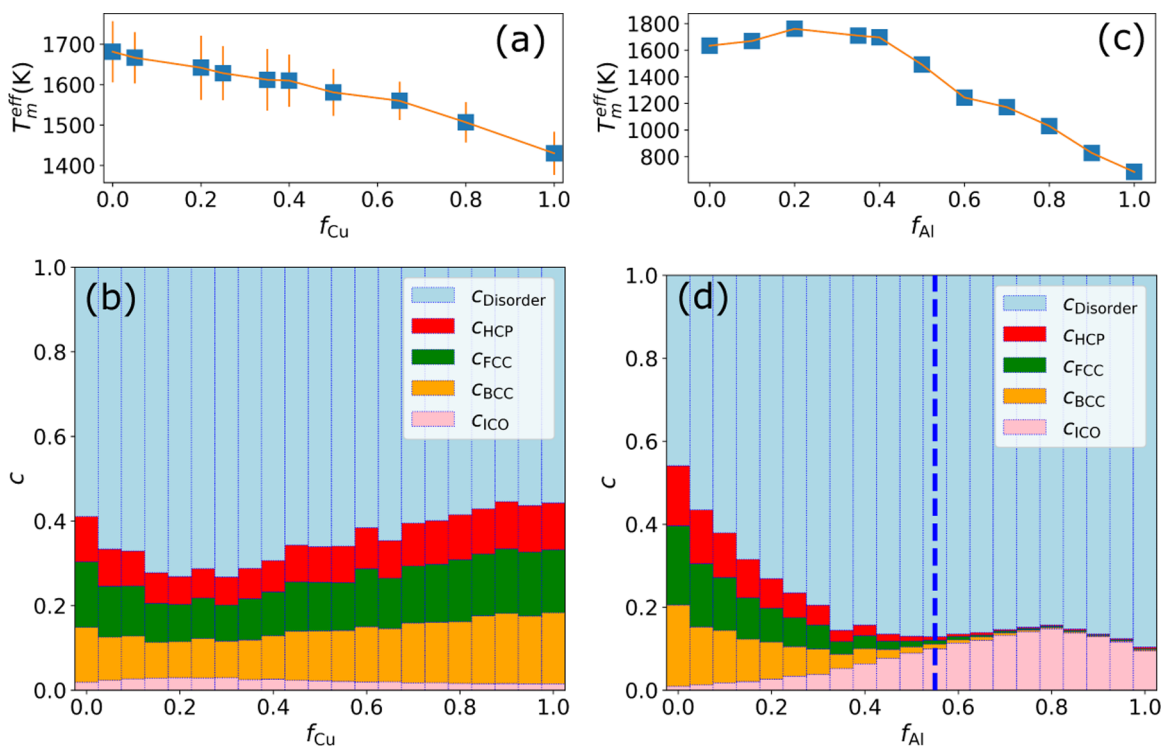 (a)
T_m^eff(K)
1700
1600
1500
1400
0.0 0.2 0.4 0.6 0.8 1.0
f_Cu
(c)
T_m^eff(K)
1800
1600
1400
1200
1000
800
0.0 0.2 0.4 0.6 0.8 1.0
f_Al
(b)
c
1.0
0.8
0.6
0.4
0.2
0.0
c_Disorder
c_HCP
c_FCC
c_BCC
c_ICO
0.0 0.2 0.4 0.6 0.8 1.0
f_Cu
(d)
c
1.0
0.8
0.6
0.4
0.2
0.0
c_Disorder
c_HCP
c_FCC
c_BCC
c_ICO
0.0 0.2 0.4 0.6 0.8 1.0
f_Al